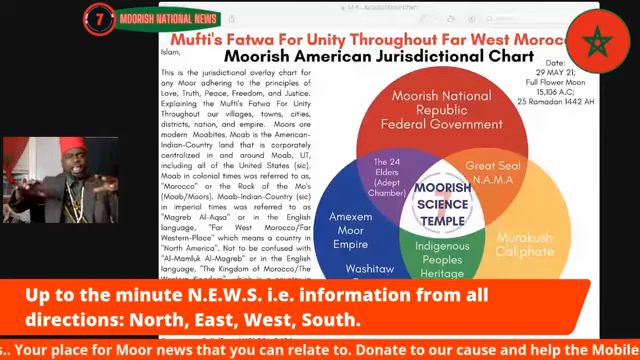 7
MOORISH NATIONAL NEWS
Mufti's Fatwa For Unity Throughout Far West Morocc
Moorish American Jurisdictional Chart
Islam,
Date:
29 MAY 21;
Full Flower Moon
15,106 A.C;
25 Ramadan 1442 AH
This is the jurisdictional overlay chart for
any Moor adhering to the principles of
Love, Truth, Peace, Freedom, and Justice.
Explaining the Mufti's Fatwa For Unity
Throughout our villages, towns, cities,
districts, nation, and empire. Moors are
modern Moabites. Moab is the American-
Indian-Country land that is corporately
centralized in and around Moab, UT,
including all of the United States (sic).
Moab in colonial times was referred to as,
"Morocco" or the Rock of the Mo's
(Moab/Moors). Moab-Indian-Country (sic)
in imperial times was referred to as
"Magreb Al-Aqsa" or in the English
language, "Far West Morocco/Far
Western-Place" which means a country in
"North America". Not to be confused with
"Al-Mamluk Al-Magreb" or in the English
language, "The Kingdom of Morocco/The
Moorish National
Republic
Federal Government
The 24
Elders
(Adept
Chamber)
Great Seal
N.A.M.A
7
MOORISH
SCIENCE
TEMPLE
Amexem
Moor
Empire
Washitaw
Murakush
Caliphate
Indigenous
Peoples
Heritage
Up to the minute N.E.W.S. i.e. information from all
directions: North, East, West, South.
s.. Your place for Moor news that you can relate to. Donate to our cause and help the Mobile